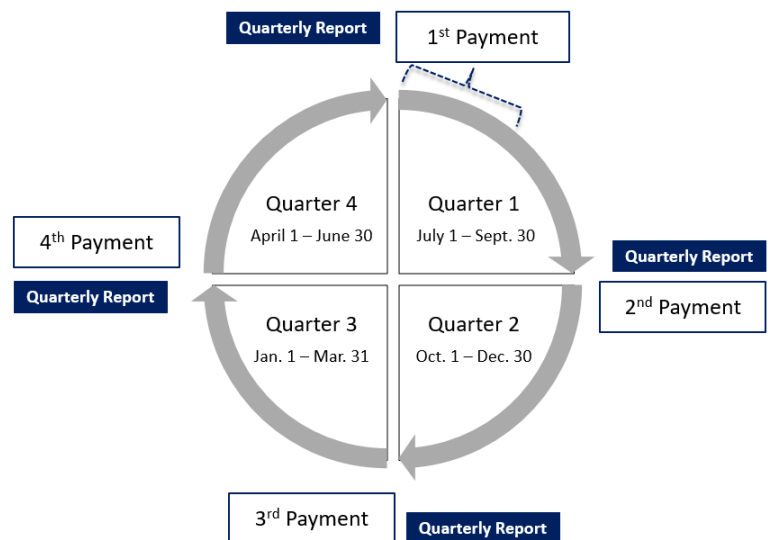 Quarterly Report
1st Payment
Quarter 4
April 1 – June 30
Quarter 1
July 1 – Sept. 30
4th Payment
Quarterly Report
Quarterly Report
2nd Payment
Quarter 3
Jan. 1 – Mar. 31
Quarter 2
Oct. 1 – Dec. 30
3rd Payment
Quarterly Report